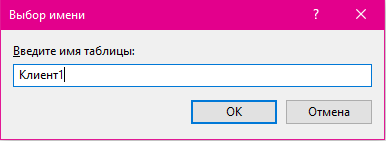 Выбор имени
?
Введите имя таблицы:
Клиент1
ОК
Отмена